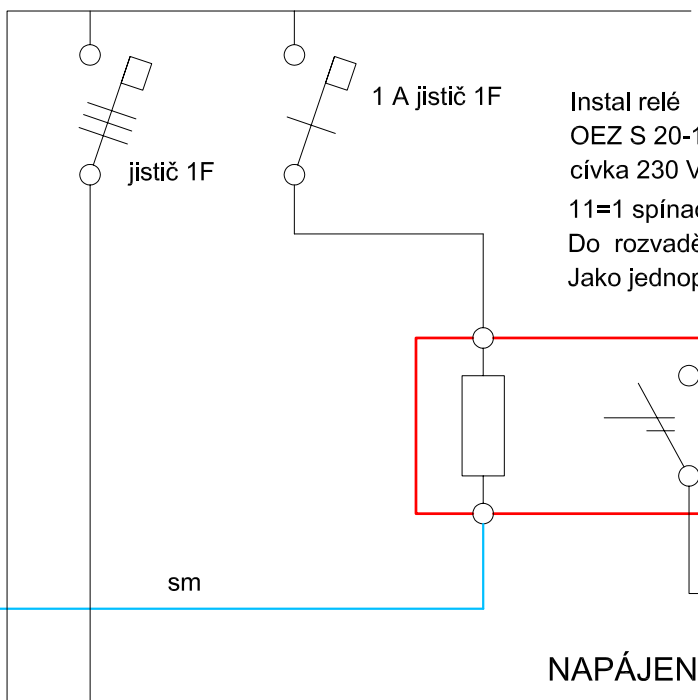 1 A jistič 1F
jistič 1F
Instal relé
OEZ S 20-1
cívka 230 V
11=1 spínac
Do rozvadě
Jako jednop
sm
NAPÁJEN